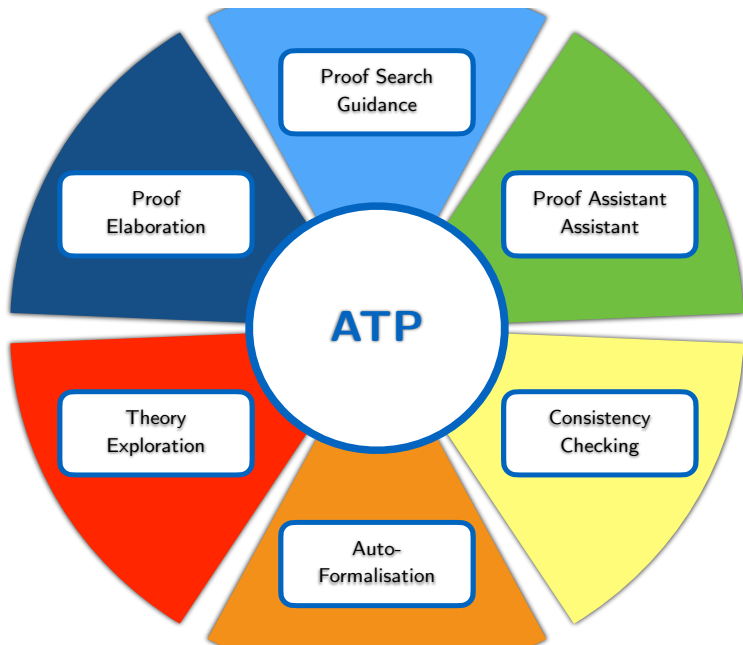 Proof Search
Guidance
Proof
Elaboration
Proof Assistant
Assistant
ATP
Theory
Exploration
Consistency
Checking
Auto-
Formalisation